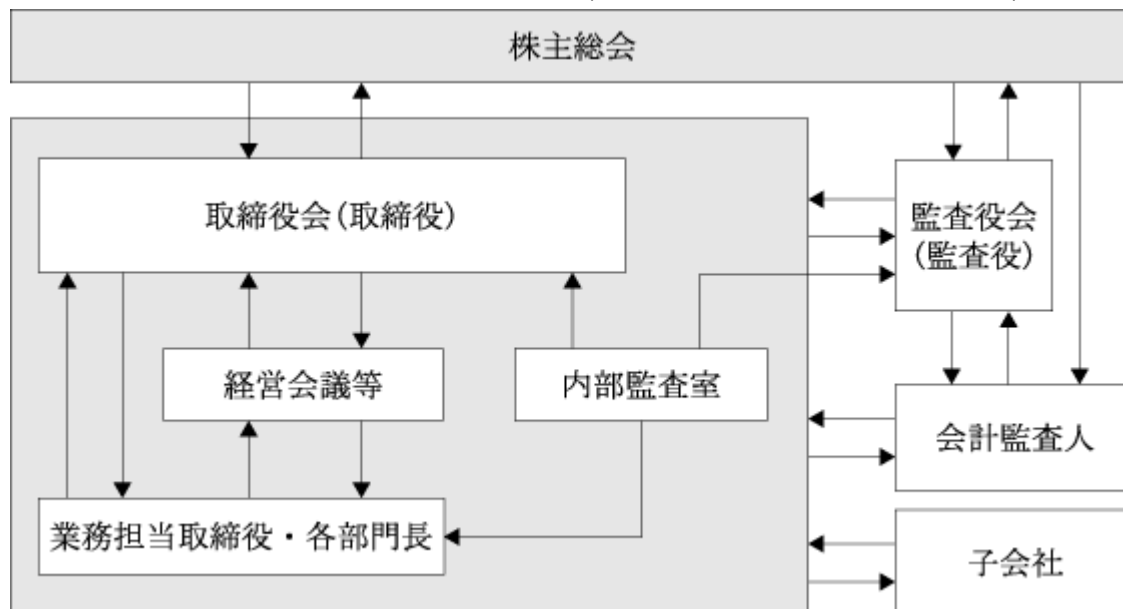 株主総会
取締役会(取締役)
監査役会
(監査役)
経営会議等
内部監査室
会計監査人
業務担当取締役・各部門長
子会社